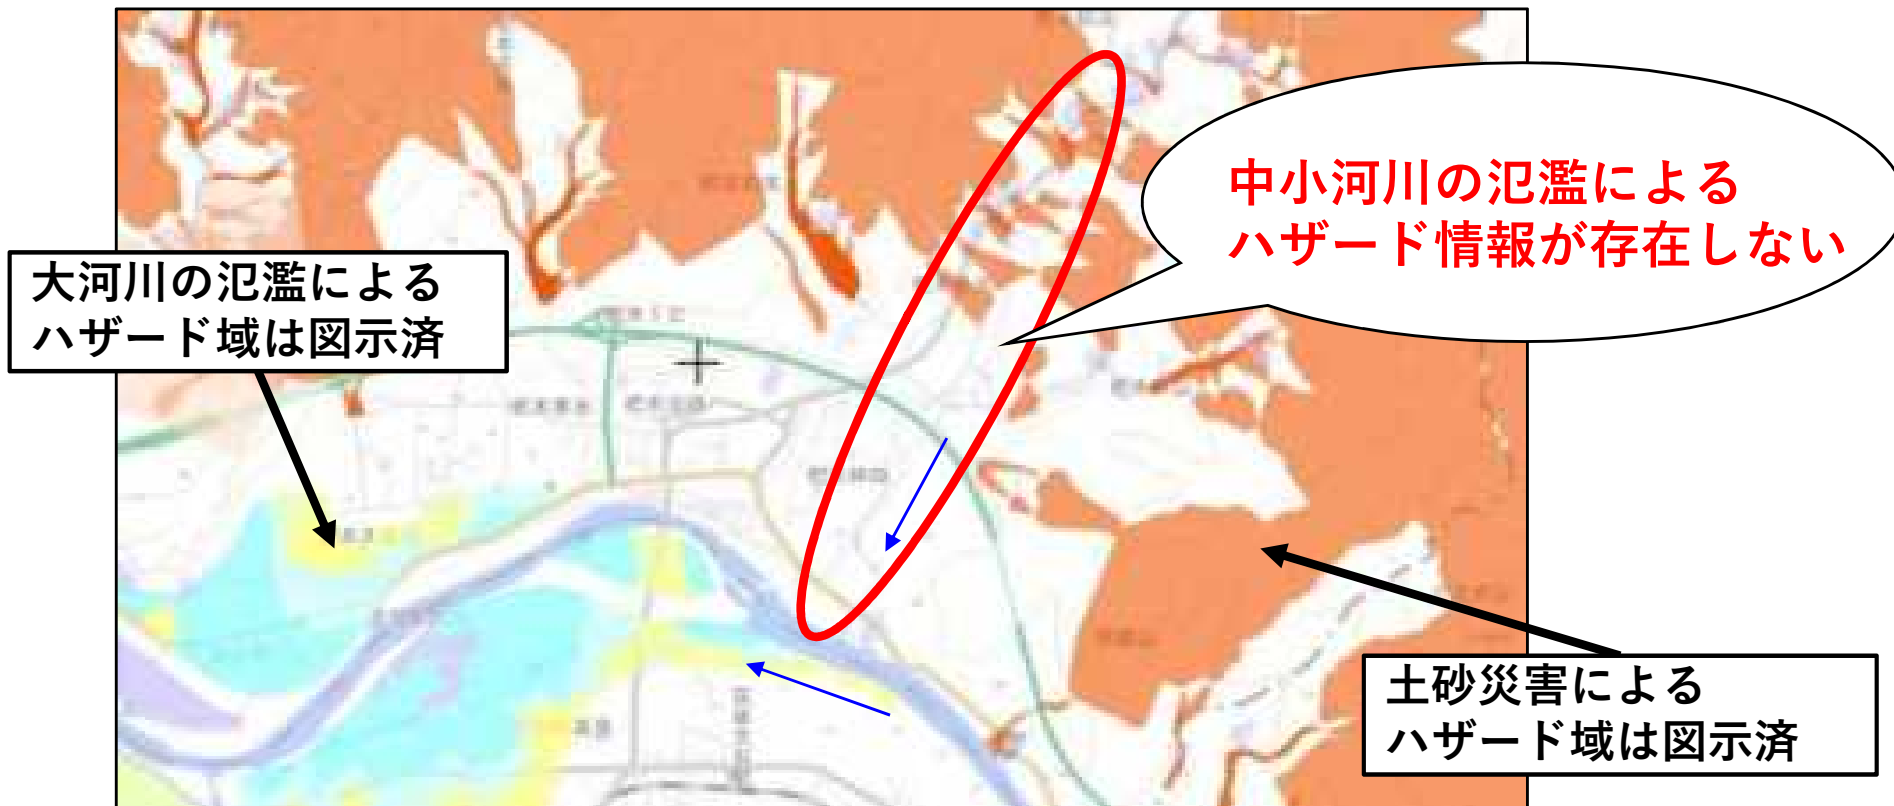 中小河川の氾濫による
ハザード情報が存在しない
大河川の氾濫による
ハザード域は図示済
土砂災害による
ハザード域は図示済